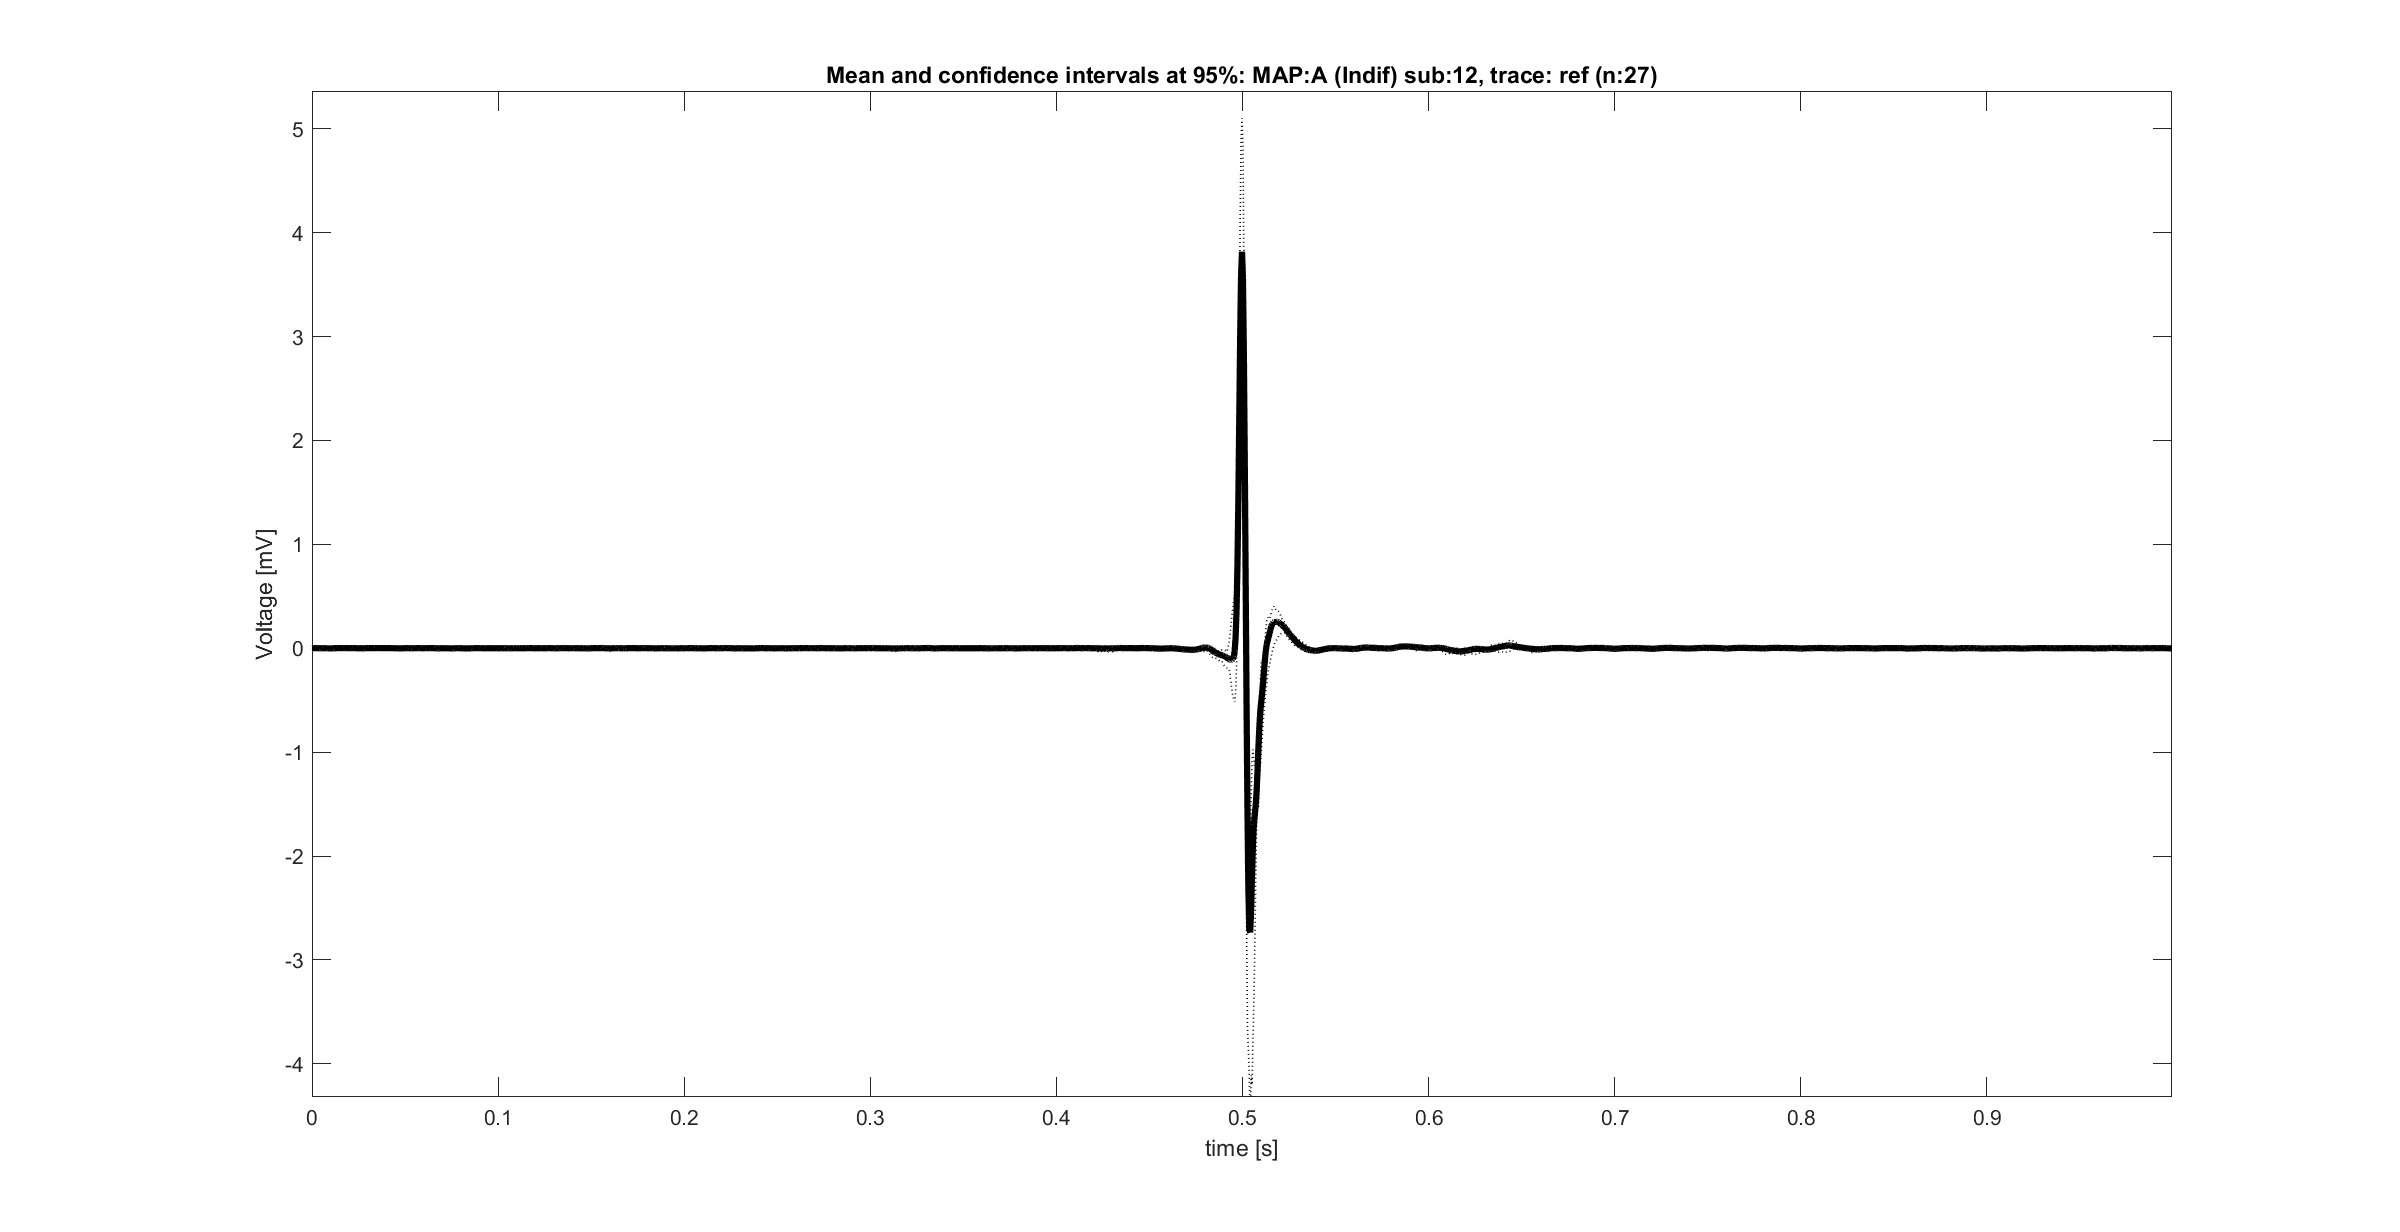 Mean and confidence intervals at 95%: MAP:A (Indif) sub:12, trace: ref (n:27)
5
4
3
2
1
0
-1
-2
-3
-4
Voltage [mV]
0 0.1 0.2 0.3 0.4 0.5 0.6 0.7 0.8 0.9
time [s]